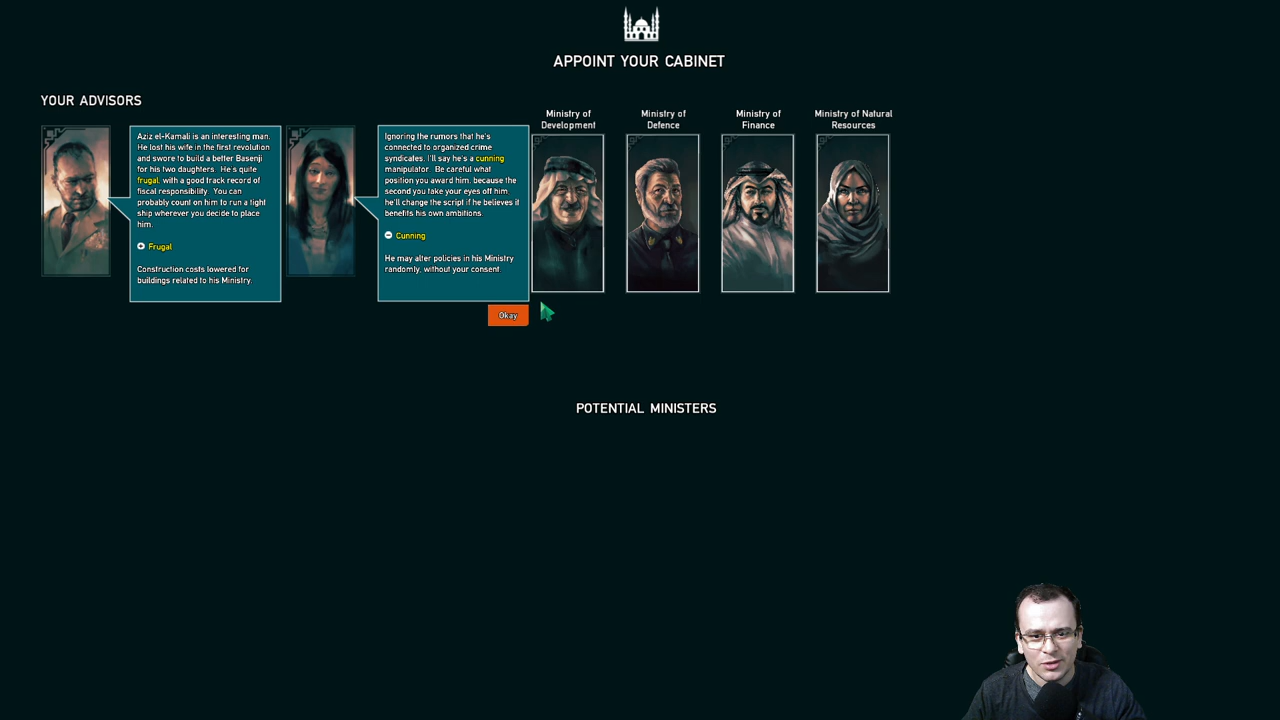 APPOINT YOUR CABINET
YOUR ADVISORS
Aziz el-Kamali is an interesting man.
He lost his wife in the first revolution
and swore to build a better Basenji
for his two daughters. He's quite
frugal, with a good track record of
fiscal responsibility. You can
probably count on him to run a tight
ship wherever you decide to place
him.
Frugal
Construction costs lowered for
buildings related to his Ministry.
Ignoring the rumors that he's
connected to organized crime
syndicates, I'll say he's a cunning
manipulator. Be careful what
position you award him, because the
second you take your eyes off him,
he'll change the script if he believes it
benefits his own ambitions.
Cunning
He may alter policies in his Ministry
randomly, without your consent.
Okay
Ministry of
Development
Ministry of
Defence
Ministry of
Finance
Ministry of Natural
Resources
POTENTIAL MINISTERS